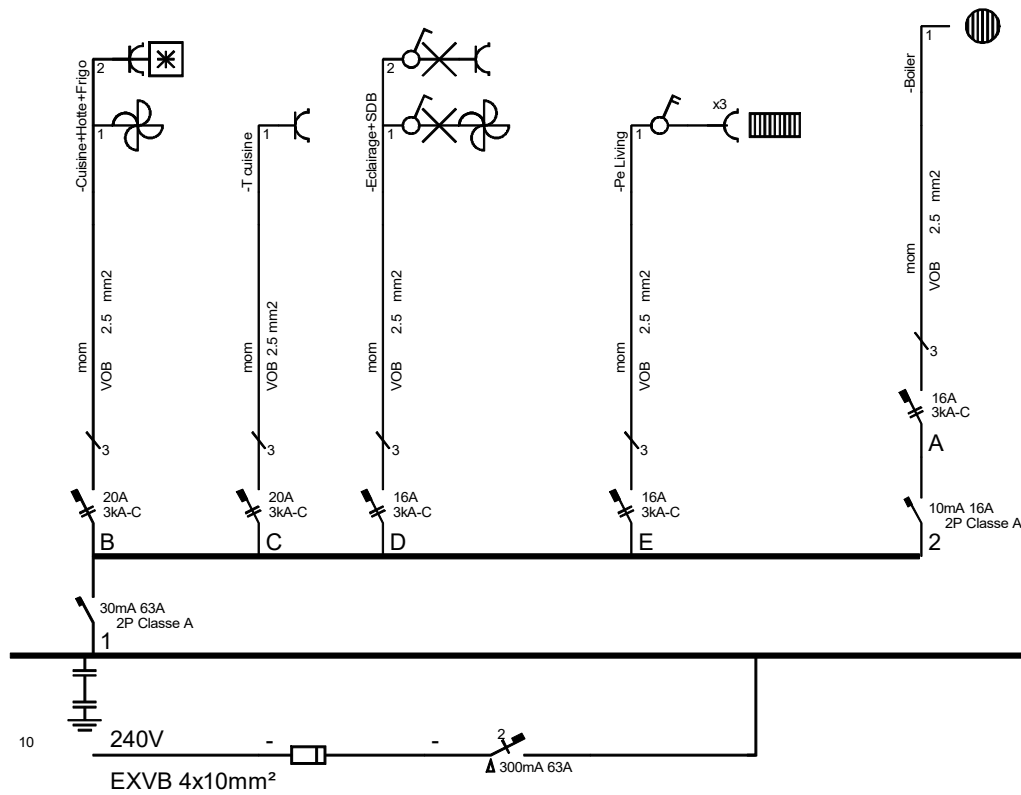 1
-Boiler
2.5 mm2
mom
VOB
3
16A
3kA-C
A
10mA 16A
2P Classe A
2
2
1
-Cuisine+Hotte+Frigo
2.5 mm2
mom
VOB
3
20A
3kA-C
B
1
-T cuisine
mom
VOB 2.5 mm2
3
20A
3kA-C
C
2
1
-Eclairage+SDB
2.5 mm2
mom
VOB
3
16A
3kA-C
D
x3
1
-Pe Living
2.5 mm2
mom
VOB
3
16A
3kA-C
E
30mA 63A
2P Classe A
1
10
240V - -
2
300mA 63A
EXVB 4x10mm²